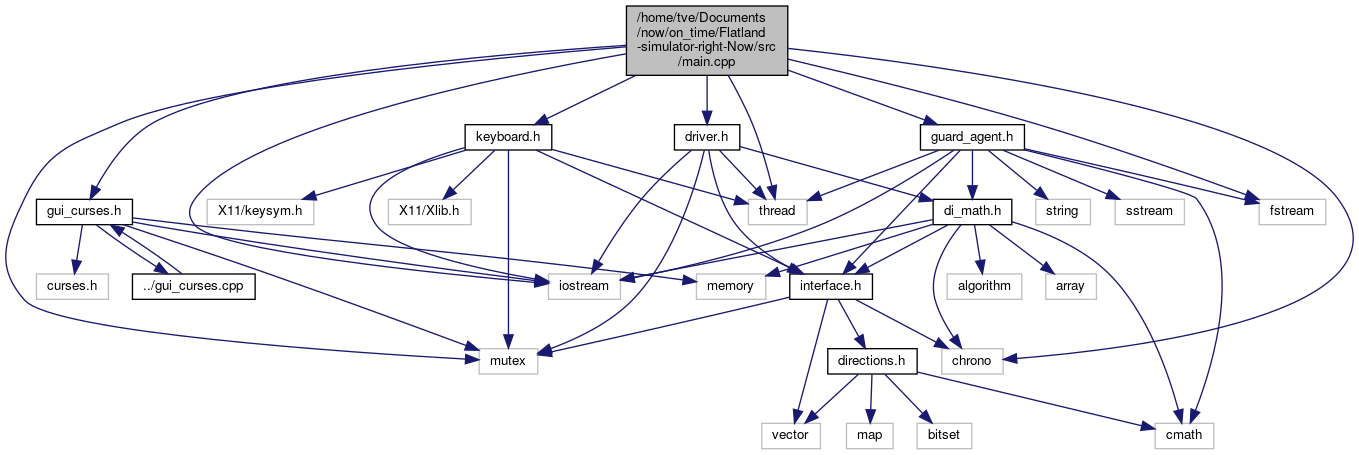 /home/tve/Documents
/now/on_time/Flatland
-simulator-right-Now/src
/main.cpp
keyboard.h
driver.h
guard_agent.h
gui_curses.h
X11/keysym.h
X11/Xlib.h
thread
di_math.h
string
sstream
fstream
curses.h
../gui_curses.cpp
iostream
memory
interface.h
algorithm
array
mutex
directions.h
chrono
vector
map
bitset
cmath